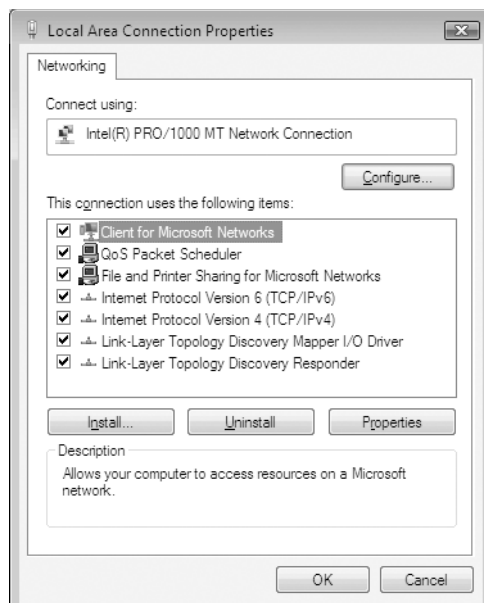 Local Area Connection Properties
Networking
Connect using:
Intel(R) PRO/1000 MT Network Connection
Configure...
This connection uses the following items:
Client for Microsoft Networks
QoS Packet Scheduler
File and Printer Sharing for Microsoft Networks
Internet Protocol Version 6 (TCP/IPv6)
Internet Protocol Version 4 (TCP/IPv4)
Link-Layer Topology Discovery Mapper I/O Driver
Link-Layer Topology Discovery Responder
Install... Uninstall Properties
Description
Allows your computer to access resources on a Microsoft
network.
OK Cancel